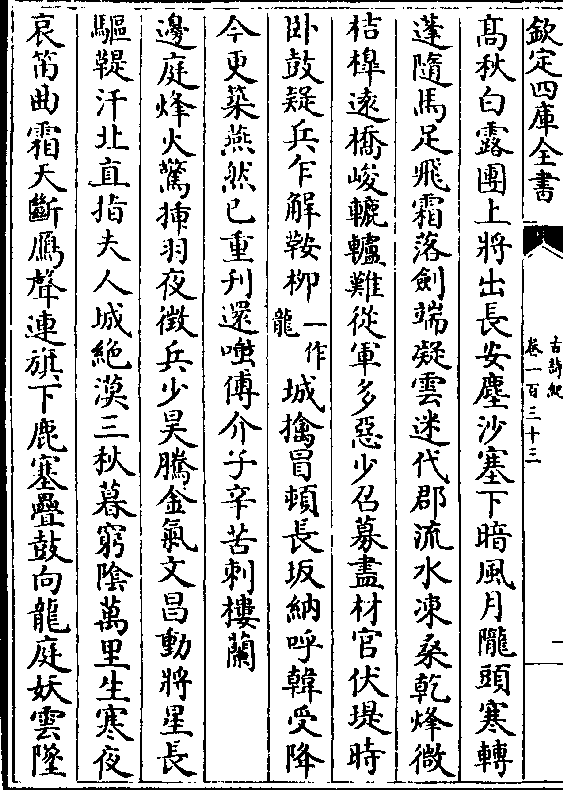 欽定四庫全書
古詩紀
卷一百三十三
一
髙秋白露團上將出長安塵沙塞下暗風月隴頭寒轉
蓬隨馬足飛霜落劍端凝雲迷代郡流水凍桑乾烽微
桔橰逺橋峻轆轤難從軍多惡少召募盡材官伏堤時
卧鼓疑兵乍解鞍柳一作龍城擒冒頓長坂納呼韓受降
今更築燕然已重刋還嗤傅介子辛苦刺樓蘭
邊庭烽火驚插羽夜徴兵少昊騰金氣文昌動將星長
驅鞮汗北直指夫人城絶漠三秋暮窮陰萬里生寒夜
哀笛曲霜天斷鴈聲連旗下鹿塞疊鼓向龍庭妖雲墜